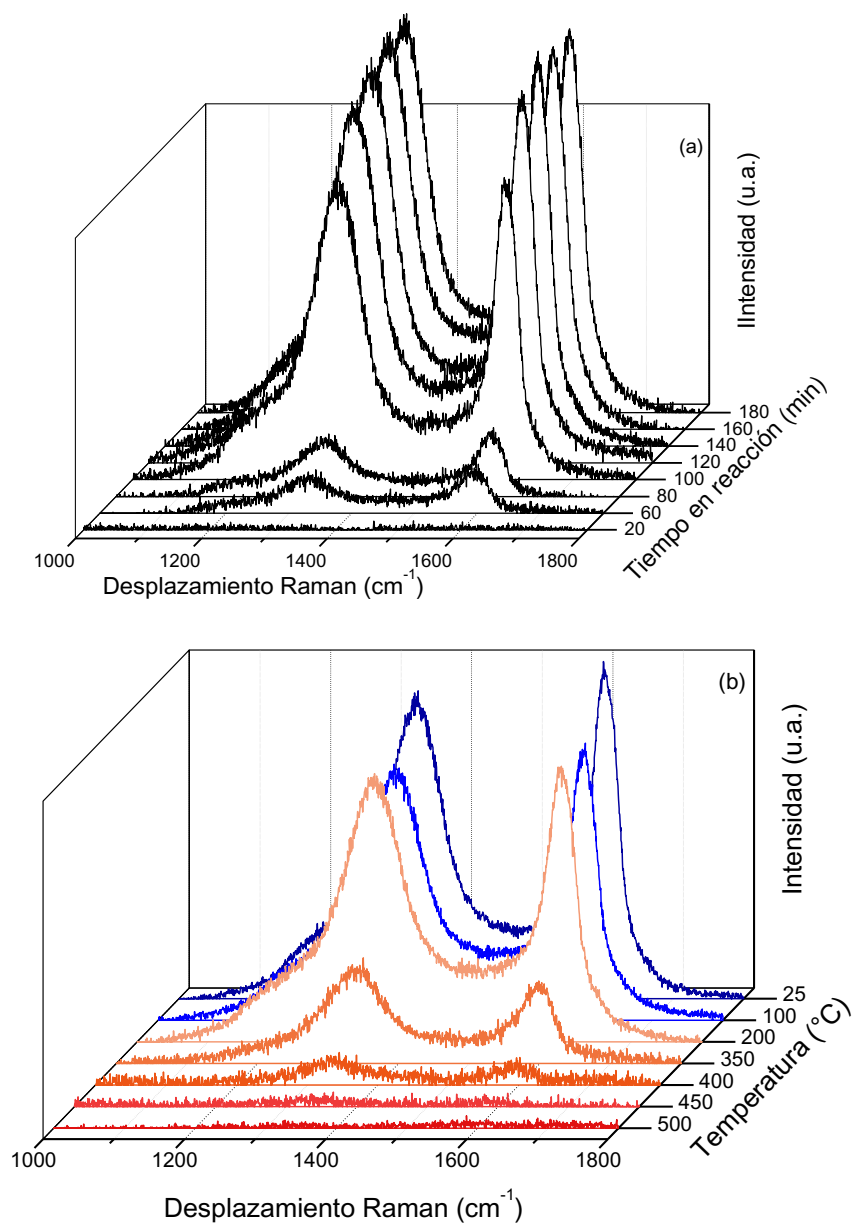 (a)
IIntensidad (u.a.)
180
160
140
120
100
80
60
20
Tiempo en reacción (min)
1000 1200 1400 1600 1800
Desplazamiento Raman (cm⁻¹)
(b)
Intensidad (u.a.)
25
100
200
350
400
450
500
Temperatura (°C)
1000 1200 1400 1600 1800
Desplazamiento Raman (cm⁻¹)